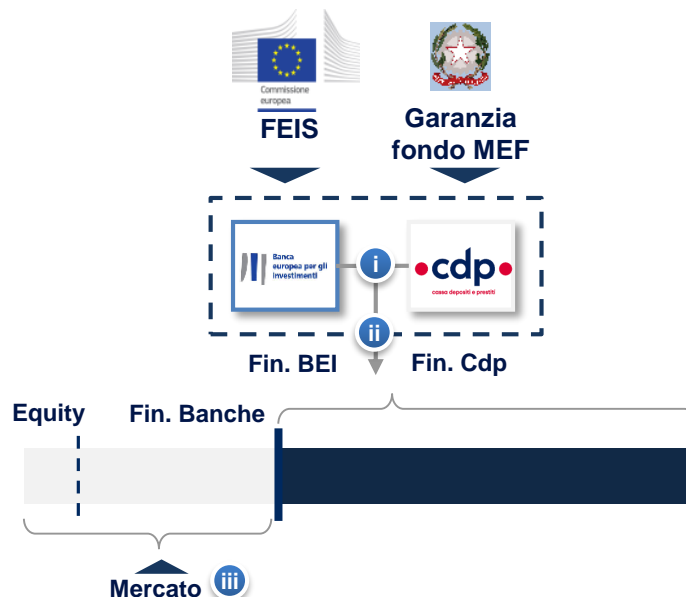 Commissione
europea
FEIS
Garanzia
fondo MEF
Banca
europea per gli
investimenti
i
cdp
cassa depositi e prestiti
ii
Fin. BEI
Fin. Cdp
Equity
Fin. Banche
Mercato
iii